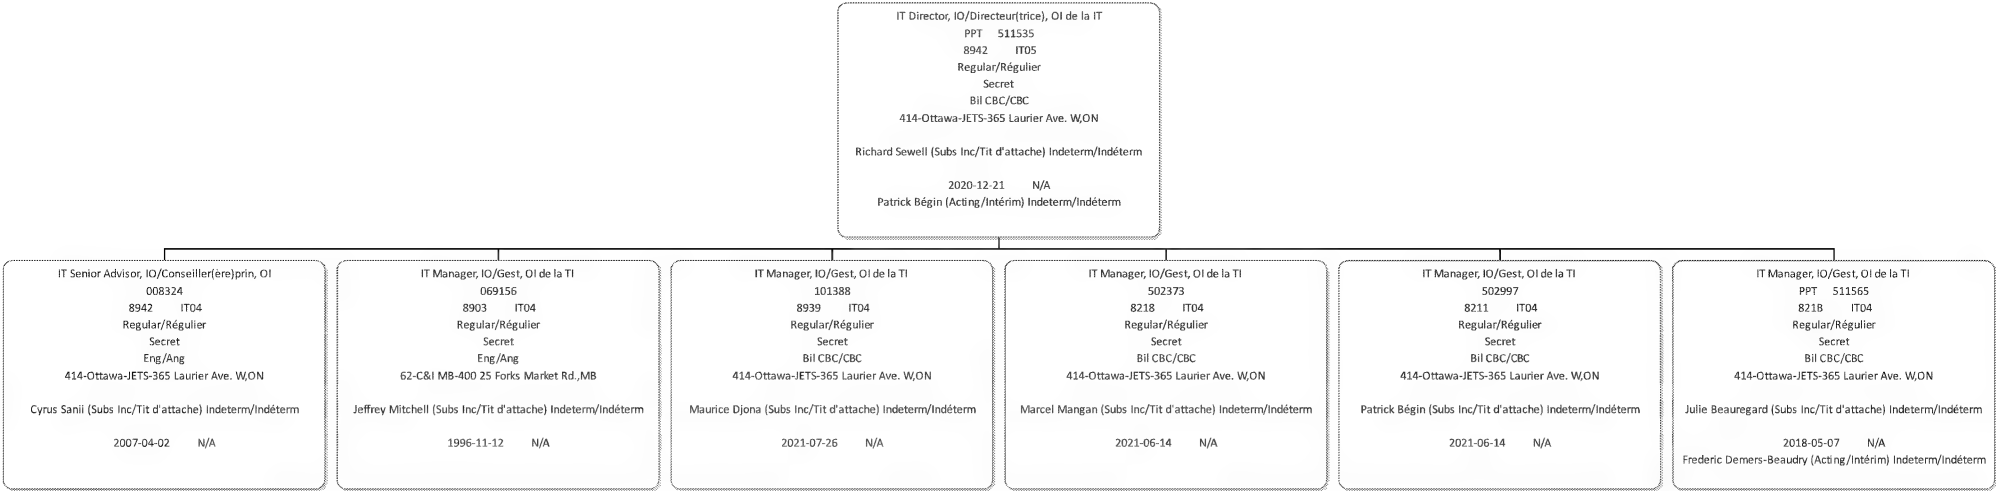 IT Director, IO/Directeur(trice), OI de la IT
PPT 511535
8942 IT05
Regular/Régulier
Secret
Bil CBC/CBC
414-Ottawa-JETS-365 Laurier Ave. W,ON
Richard Sewell (Subs Inc/Tit d'attache) Indeterm/Indéterm
2020-12-21 N/A
Patrick Bégin (Acting/Intérim) Indeterm/Indéterm
IT Senior Advisor, IO/Conseiller(ère)prin, OI
008324
8942 IT04
Regular/Régulier
Secret
Eng/Ang
414-Ottawa-JETS-365 Laurier Ave. W,ON
Cyrus Sanii (Subs Inc/Tit d'attache) Indeterm/Indéterm
2007-04-02 N/A
IT Manager, IO/Gest, OI de la TI
069156
8903 IT04
Regular/Régulier
Secret
Eng/Ang
62-C&I MB-400 25 Forks Market Rd.,MB
Jeffrey Mitchell (Subs Inc/Tit d'attache) Indeterm/Indéterm
1996-11-12 N/A
IT Manager, IO/Gest, OI de la TI
101388
8939 IT04
Regular/Régulier
Secret
Bil CBC/CBC
414-Ottawa-JETS-365 Laurier Ave. W,ON
Maurice Djona (Subs Inc/Tit d'attache) Indeterm/Indéterm
2021-07-26 N/A
IT Manager, IO/Gest, OI de la TI
502373
8218 IT04
Regular/Régulier
Secret
Bil CBC/CBC
414-Ottawa-JETS-365 Laurier Ave. W,ON
Marcel Mangan (Subs Inc/Tit d'attache) Indeterm/Indéterm
2021-06-14 N/A
IT Manager, IO/Gest, OI de la TI
502997
8211 IT04
Regular/Régulier
Secret
Bil CBC/CBC
414-Ottawa-JETS-365 Laurier Ave. W,ON
Patrick Bégin (Subs Inc/Tit d'attache) Indeterm/Indéterm
2021-06-14 N/A
IT Manager, IO/Gest, OI de la TI
PPT 511565
821B IT04
Regular/Régulier
Secret
Bil CBC/CBC
414-Ottawa-JETS-365 Laurier Ave. W,ON
Julie Beauregard (Subs Inc/Tit d'attache) Indeterm/Indéterm
2018-05-07 N/A
Frederic Demers-Beaudry (Acting/Intérim) Indeterm/Indéterm